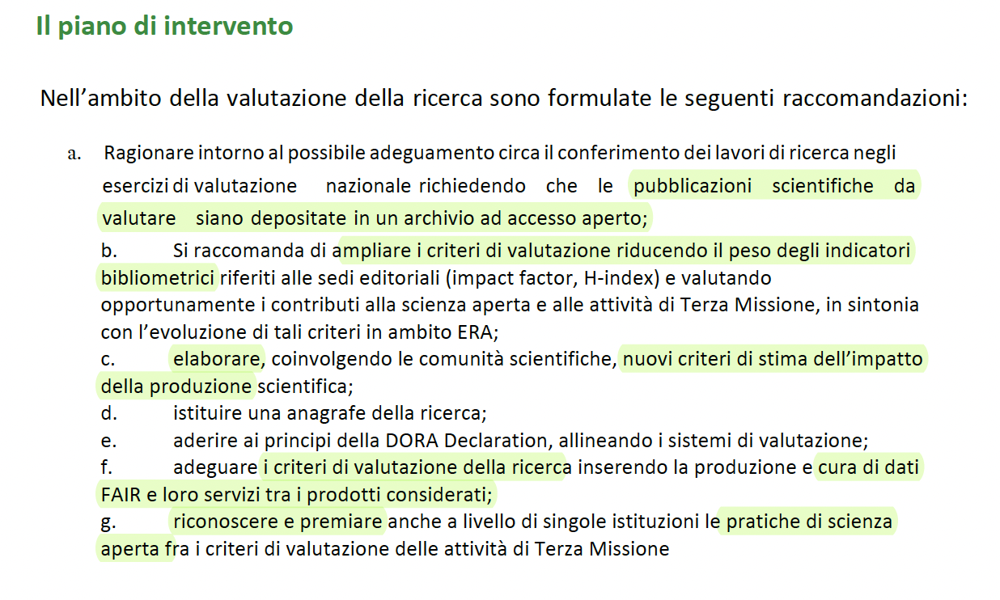 Il piano di intervento
Nell’ambito della valutazione della ricerca sono formulate le seguenti raccomandazioni:
a. Ragionare intorno al possibile adeguamento circa il conferimento dei lavori di ricerca negli
esercizi di valutazione nazionale richiedendo che le pubblicazioni scientifiche da
valutare siano depositate in un archivio ad accesso aperto;
b. Si raccomanda di ampliare i criteri di valutazione riducendo il peso degli indicatori
bibliometrici riferiti alle sedi editoriali (impact factor, H-index) e valutando
opportunamente i contributi alla scienza aperta e alle attività di Terza Missione, in sintonia
con l’evoluzione di tali criteri in ambito ERA;
c. elaborare, coinvolgendo le comunità scientifiche, nuovi criteri di stima dell’impatto
della produzione scientifica;
d. istituire una anagrafe della ricerca;
e. aderire ai principi della DORA Declaration, allineando i sistemi di valutazione;
f. adeguare i criteri di valutazione della ricerca inserendo la produzione e cura di dati
FAIR e loro servizi tra i prodotti considerati;
g. riconoscere e premiare anche a livello di singole istituzioni le pratiche di scienza
aperta fra i criteri di valutazione delle attività di Terza Missione